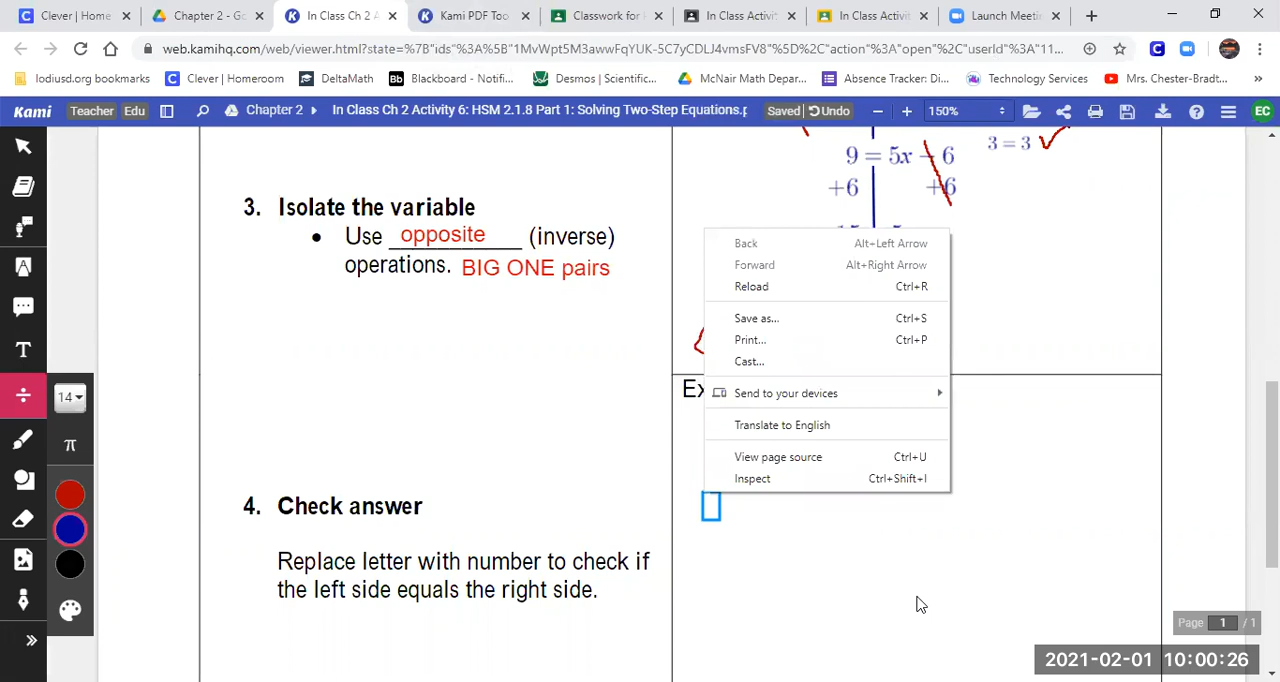 Clever | Home
Chapter 2 - Go
In Class Ch 2 A
Kami PDF Too
Classwork for
In Class Activit
In Class Activit
Launch Meetin
web.kamihq.com/web/viewer.html?state=%7B"ids"%3A%5B"1MvWpt5M3awwFqYUK-5C7yCDLJ4vmsFV8"%5D%2C"action"%3A"open"%2C"userId"%3A"11...
lodiusd.org bookmarks
Clever | Homeroom
DeltaMath
Bb Blackboard - Notifi...
Desmos | Scientific...
McNair Math Depar...
Absence Tracker: Di...
Technology Services
Mrs. Chester-Bradt...
»
Kami Teacher Edu Chapter 2 In Class Ch 2 Activity 6: HSM 2.1.8 Part 1: Solving Two-Step Equations.p Saved Undo 150% EC
3 = 3
9 = 5x − 6
+6 +6
3. Isolate the variable
• Use opposite (inverse)
operations. BIG ONE pairs
Back Alt+Left Arrow
Forward Alt+Right Arrow
Reload Ctrl+R
Save as... Ctrl+S
Print... Ctrl+P
Cast...
Send to your devices
Translate to English
View page source Ctrl+U
Inspect Ctrl+Shift+I
Ex
14
π
T
A
4. Check answer
Replace letter with number to check if
the left side equals the right side.
Page 1 / 1
2021-02-01 10:00:26